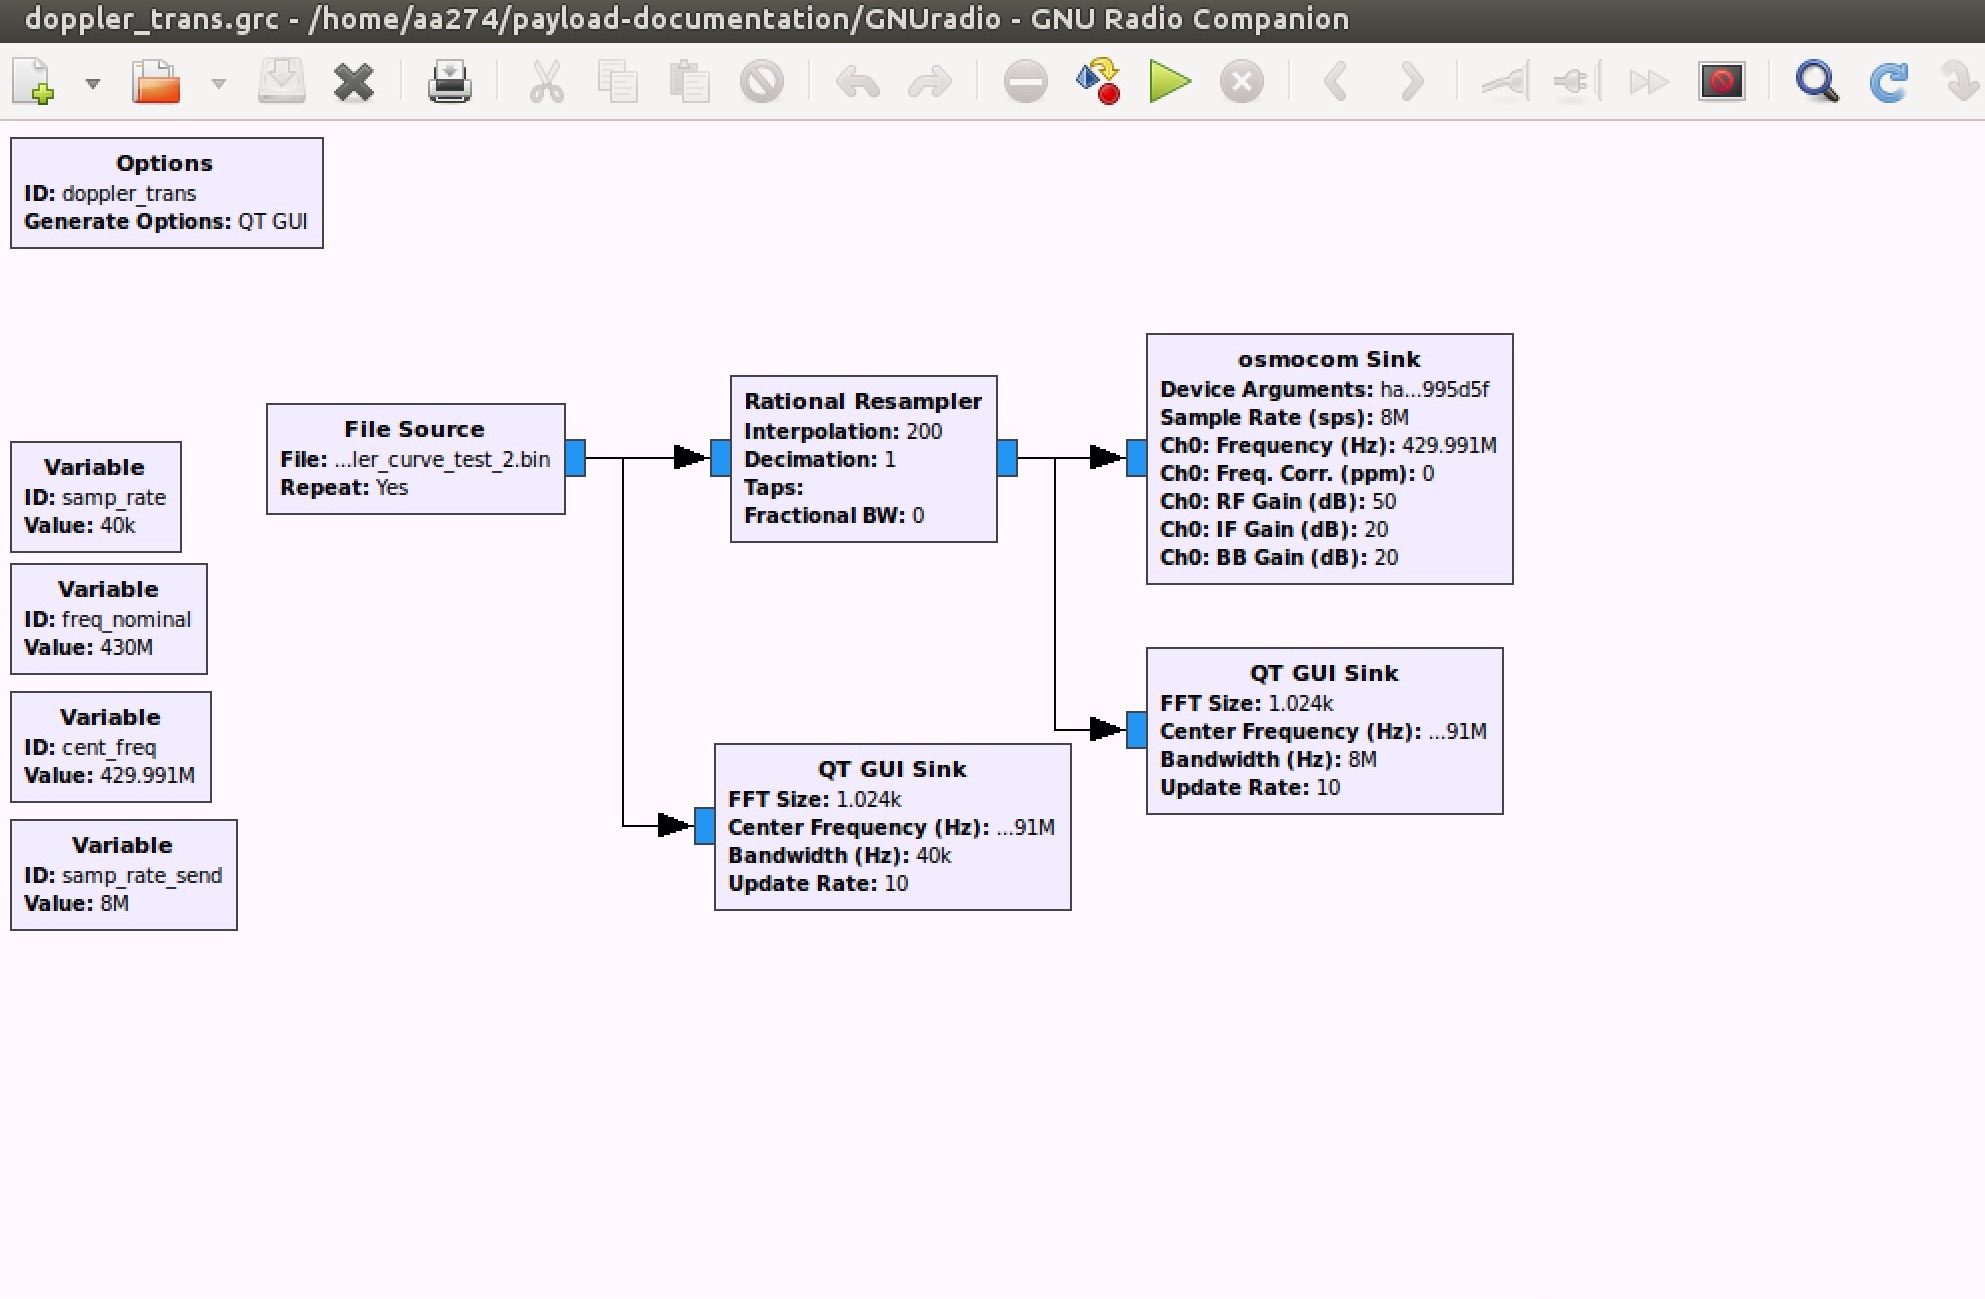 doppler_trans.grc - /home/aa274/payload-documentation/GNUradio - GNU Radio Companion
Options
ID: doppler_trans
Generate Options: QT GUI
Variable
ID: samp_rate
Value: 40k
Variable
ID: freq_nominal
Value: 430M
Variable
ID: cent_freq
Value: 429.991M
Variable
ID: samp_rate_send
Value: 8M
File Source
File: ...ler_curve_test_2.bin
Repeat: Yes
Rational Resampler
Interpolation: 200
Decimation: 1
Taps:
Fractional BW: 0
osmocom Sink
Device Arguments: ha...995d5f
Sample Rate (sps): 8M
Ch0: Frequency (Hz): 429.991M
Ch0: Freq. Corr. (ppm): 0
Ch0: RF Gain (dB): 50
Ch0: IF Gain (dB): 20
Ch0: BB Gain (dB): 20
QT GUI Sink
FFT Size: 1.024k
Center Frequency (Hz): ...91M
Bandwidth (Hz): 8M
Update Rate: 10
QT GUI Sink
FFT Size: 1.024k
Center Frequency (Hz): ...91M
Bandwidth (Hz): 40k
Update Rate: 10